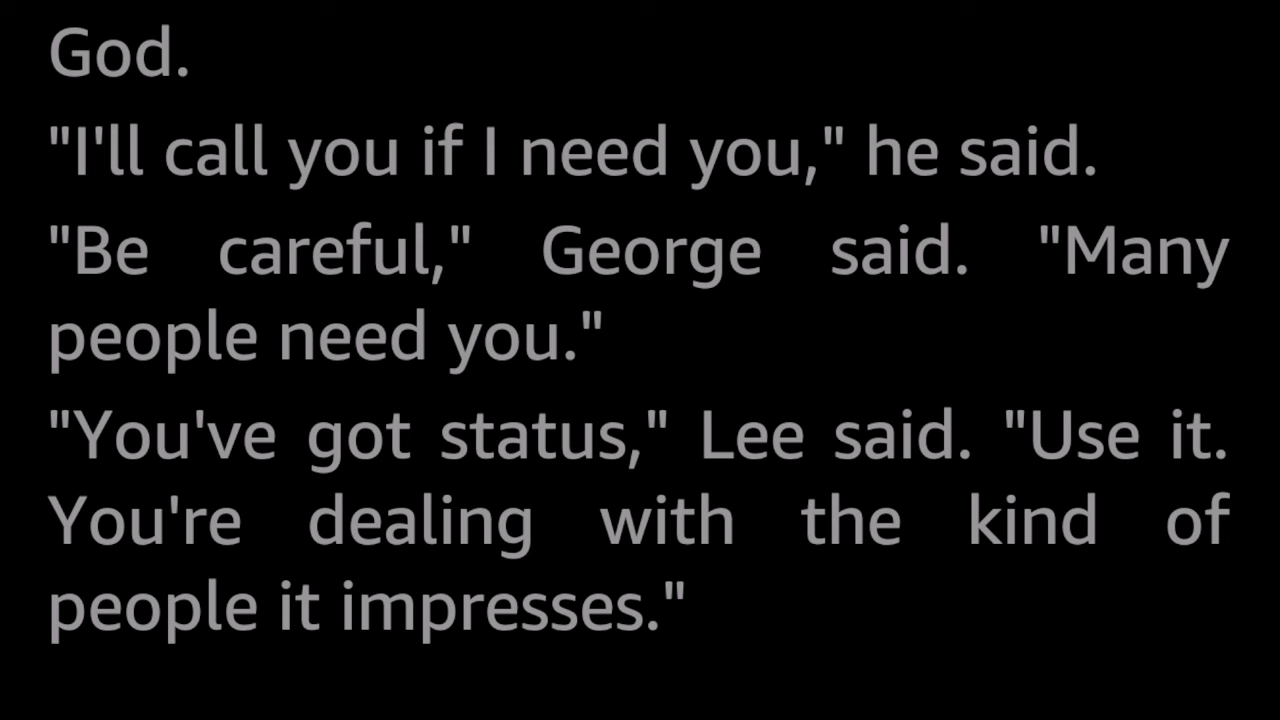 God.
"I'll call you if I need you," he said.
"Be careful," George said. "Many
people need you."
"You've got status," Lee said. "Use it.
You're dealing with the kind of
people it impresses."